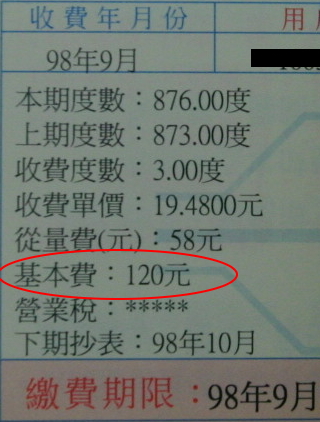 收費年月份 用
98年9月
本期度數：876.00度
上期度數：873.00度
收費度數：3.00度
收費單價：19.4800元
從量費(元)：58元
基本費：120元
營業稅：*****
下期抄表：98年10月
繳費期限：98年9月